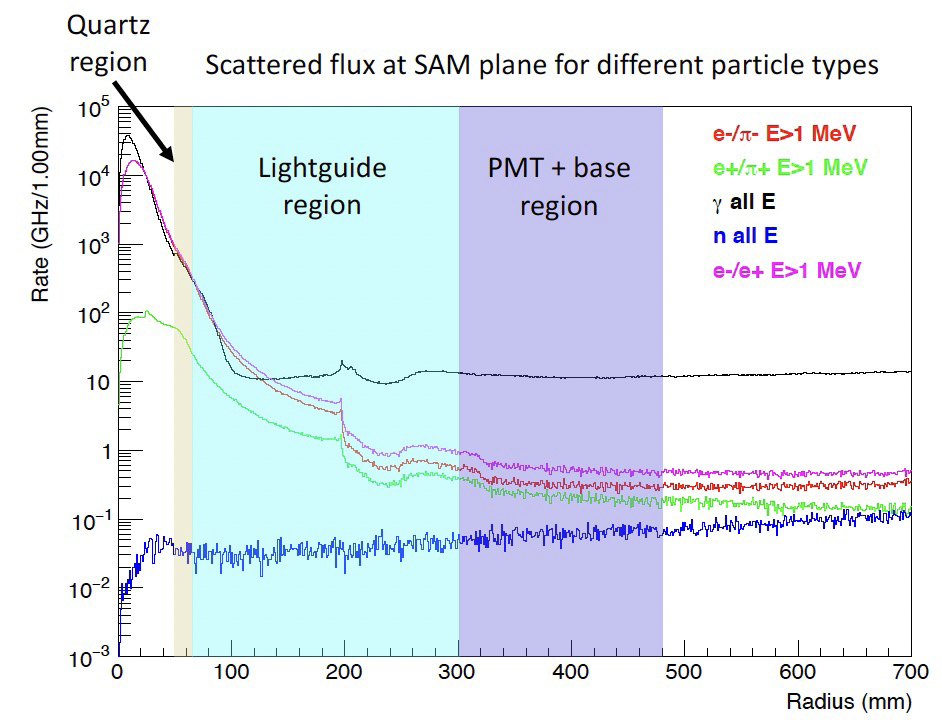 Quartz
region
Scattered flux at SAM plane for different particle types
Rate (GHz/1.00mm)
10⁵
10⁴
10³
10²
10
1
10⁻¹
10⁻²
10⁻³
Lightguide
region
PMT + base
region
e-/π- E>1 MeV
e+/π+ E>1 MeV
γ all E
n all E
e-/e+ E>1 MeV
0 100 200 300 400 500 600 700
Radius (mm)